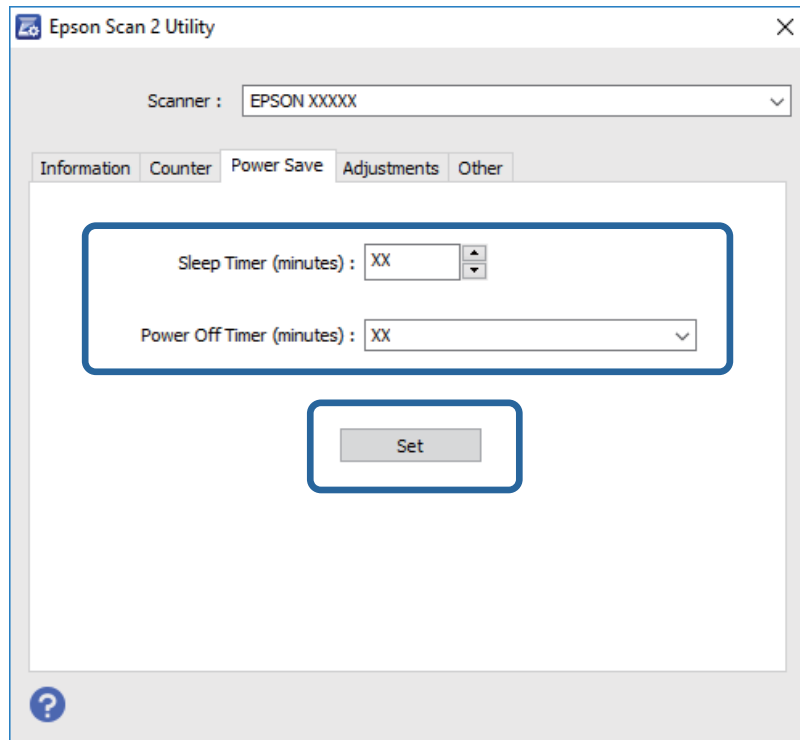 Epson Scan 2 Utility
Scanner : EPSON XXXXX
Information Counter Power Save Adjustments Other
Sleep Timer (minutes) : XX
Power Off Timer (minutes) : XX
Set
?